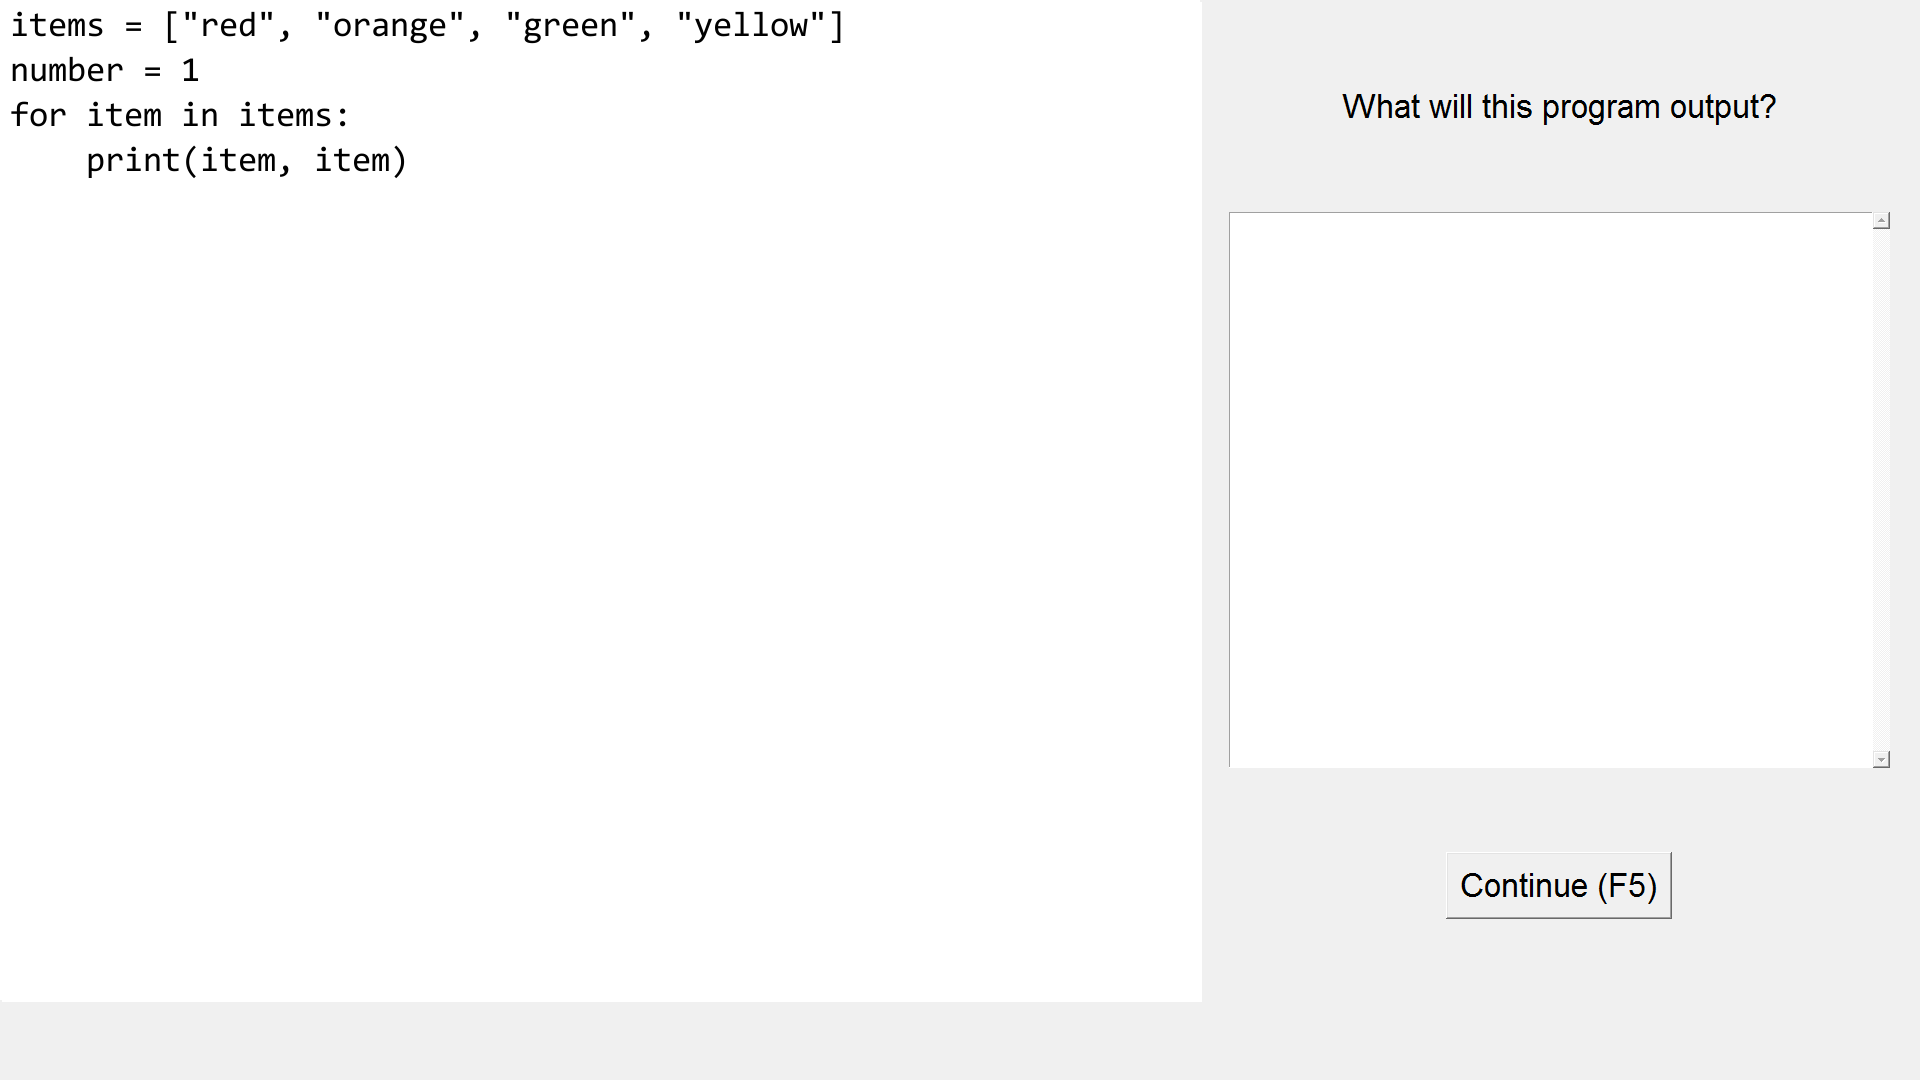 items = ["red", "orange", "green", "yellow"]
number = 1
for item in items:
    print(item, item)
What will this program output?
Continue (F5)